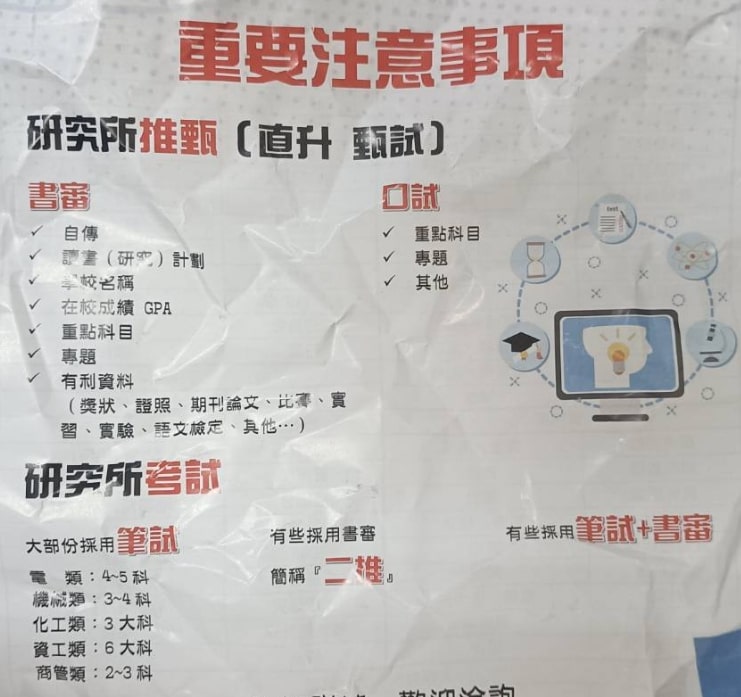 重要注意事項
研究所推甄(直升 甄試)
書審
✓ 自傳
✓ 讀書(研究)計劃
✓ 學校名稱
✓ 在校成績 GPA
✓ 重點科目
✓ 專題
✓ 有利資料
(獎狀、證照、期刊論文、比賽、實
習、實驗、語文檢定、其他…)
口試
✓ 重點科目
✓ 專題
✓ 其他
研究所考試
大部份採用筆試
電 類:4~5 科
機械類:3~4 科
化工類:3 大科
資工類:6 大科
商管類:2~3 科
有些採用書審
簡稱『二推』
有些採用筆試+書審
歡迎洽詢